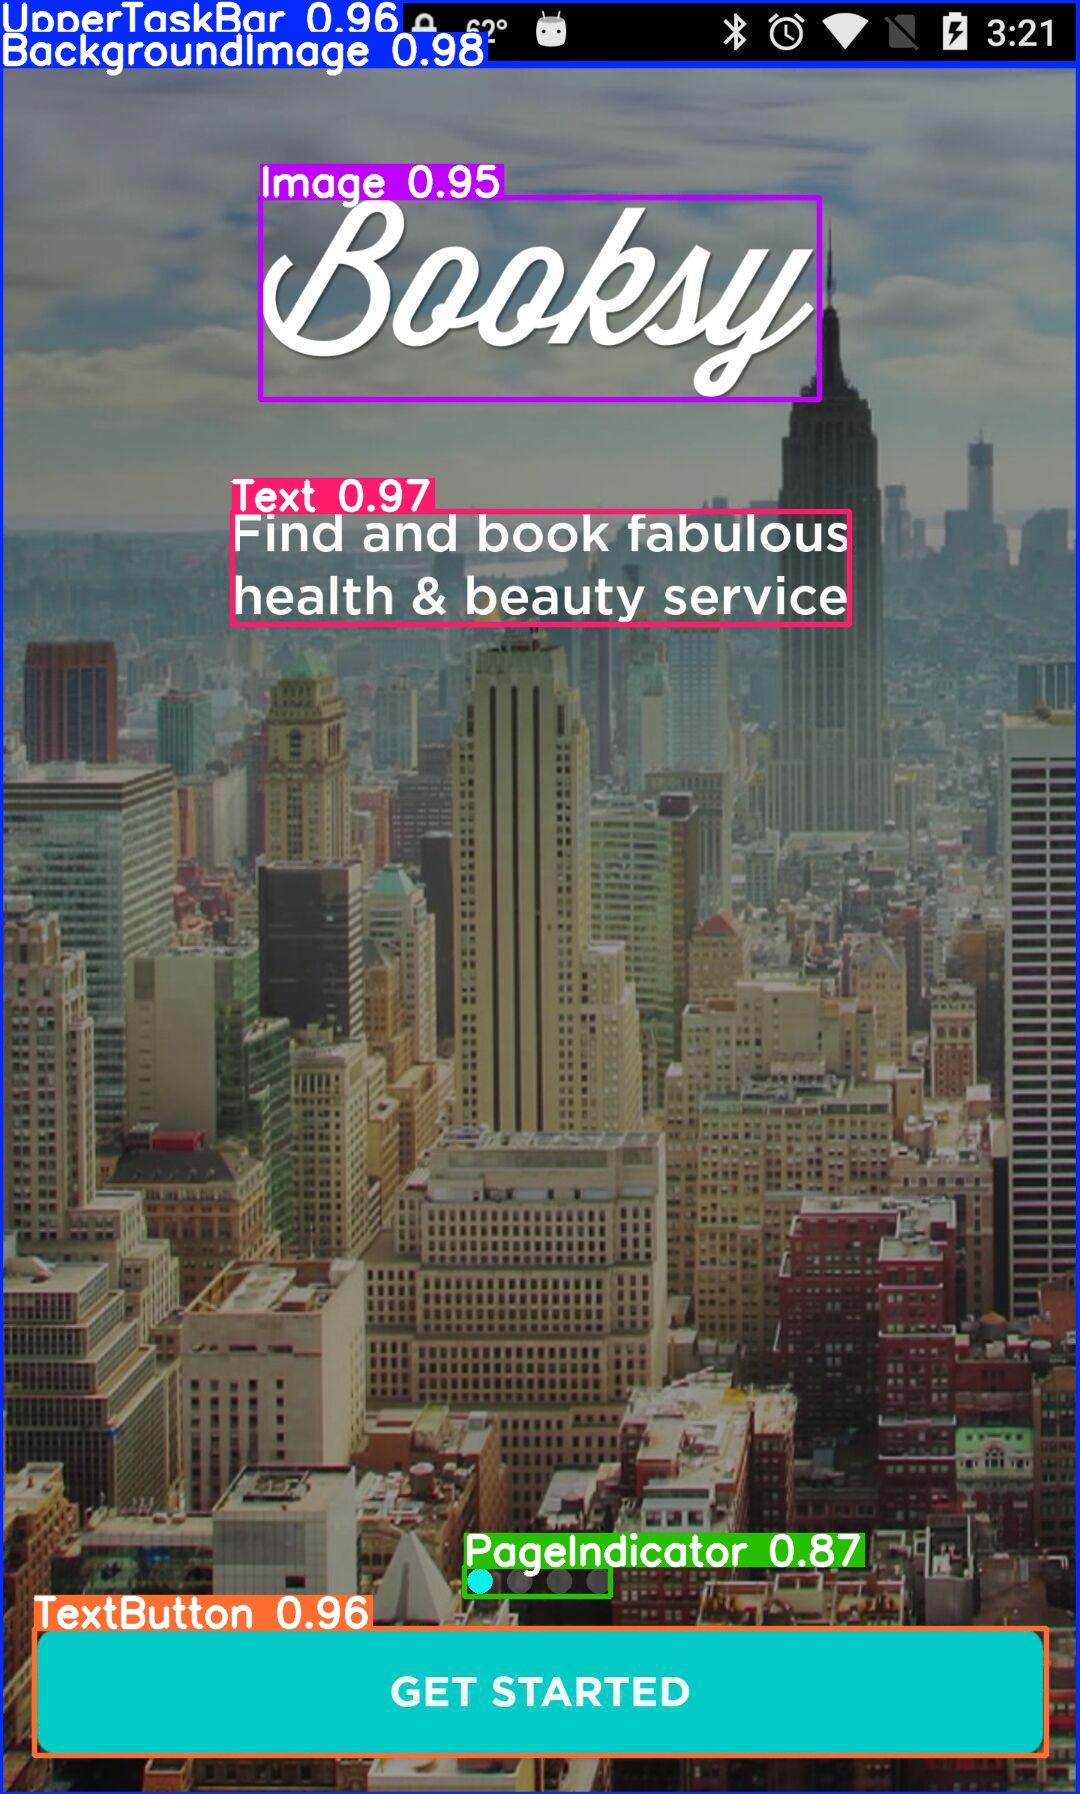 UpperTaskBar 0.96
62° 3:21
BackgroundImage 0.98
Image 0.95
Booksy
Text 0.97
Find and book fabulous
health & beauty service
PageIndicator 0.87
TextButton 0.96
GET STARTED